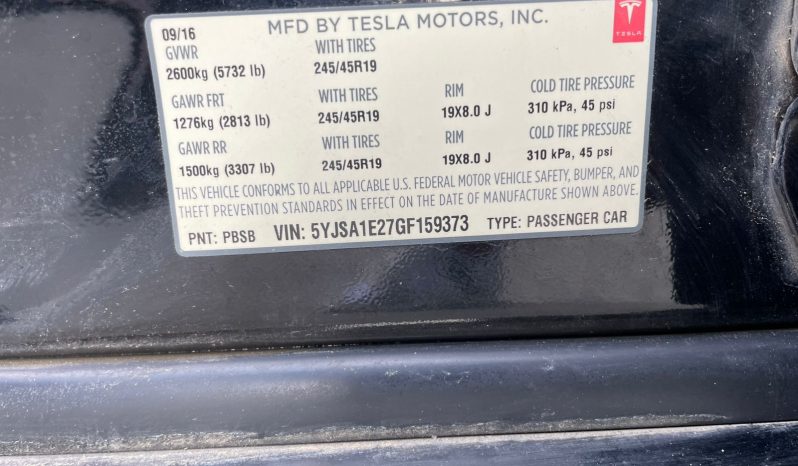 09/16 MFD BY TESLA MOTORS, INC.
TESLA
GVWR WITH TIRES
2600kg (5732 lb) 245/45R19
GAWR FRT WITH TIRES RIM COLD TIRE PRESSURE
1276kg (2813 lb) 245/45R19 19X8.0 J 310 kPa, 45 psi
GAWR RR WITH TIRES RIM COLD TIRE PRESSURE
1500kg (3307 lb) 245/45R19 19X8.0 J 310 kPa, 45 psi
THIS VEHICLE CONFORMS TO ALL APPLICABLE U.S. FEDERAL MOTOR VEHICLE SAFETY, BUMPER, AND
THEFT PREVENTION STANDARDS IN EFFECT ON THE DATE OF MANUFACTURE SHOWN ABOVE.
PNT: PBSB VIN: 5YJSA1E27GF159373 TYPE: PASSENGER CAR